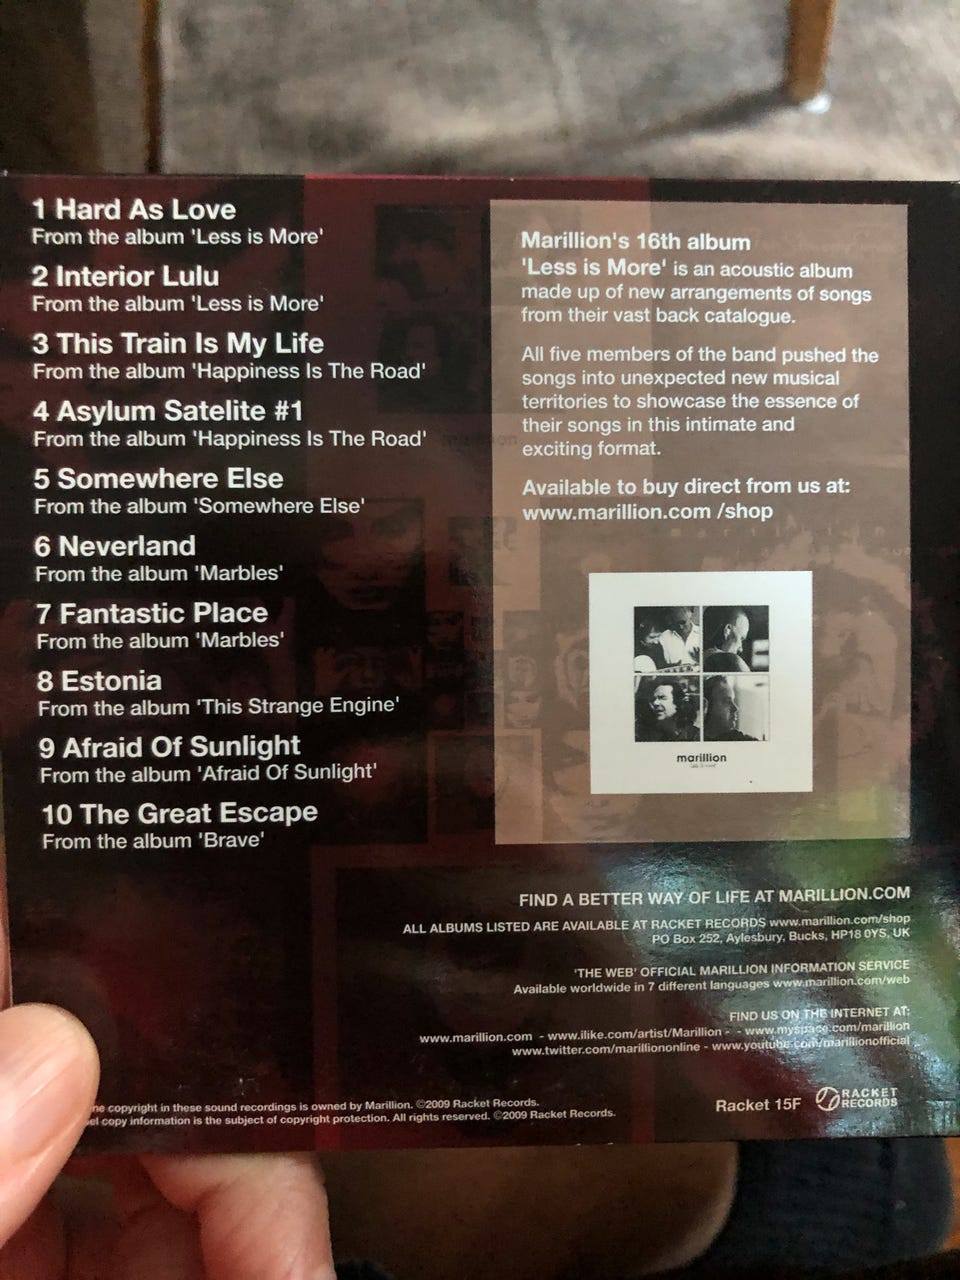 1 Hard As Love
From the album 'Less is More'
2 Interior Lulu
From the album 'Less is More'
3 This Train Is My Life
From the album 'Happiness Is The Road'
4 Asylum Satelite #1
From the album 'Happiness Is The Road'
5 Somewhere Else
From the album 'Somewhere Else'
6 Neverland
From the album 'Marbles'
7 Fantastic Place
From the album 'Marbles'
8 Estonia
From the album 'This Strange Engine'
9 Afraid Of Sunlight
From the album 'Afraid Of Sunlight'
10 The Great Escape
From the album 'Brave'
Marillion's 16th album
'Less is More' is an acoustic album
made up of new arrangements of songs
from their vast back catalogue.
All five members of the band pushed the
songs into unexpected new musical
territories to showcase the essence of
their songs in this intimate and
exciting format.
Available to buy direct from us at:
www.marillion.com /shop
marillion
FIND A BETTER WAY OF LIFE AT MARILLION.COM
ALL ALBUMS LISTED ARE AVAILABLE AT RACKET RECORDS www.marillion.com/shop
PO Box 252, Aylesbury, Bucks, HP18 0YS, UK
'THE WEB' OFFICIAL MARILLION INFORMATION SERVICE
Available worldwide in 7 different languages www.marillion.com/web
FIND US ON THE INTERNET AT:
www.marillion.com - www.ilike.com/artist/Marillion - - www.myspace.com/marillion
www.twitter.com/marilliononline - www.youtube.com/marillionofficial
copyright in these sound recordings is owned by Marillion. ©2009 Racket Records.
copy information is the subject of copyright protection. All rights reserved. ©2009 Racket Records.
Racket 15F
RACKET
RECORDS